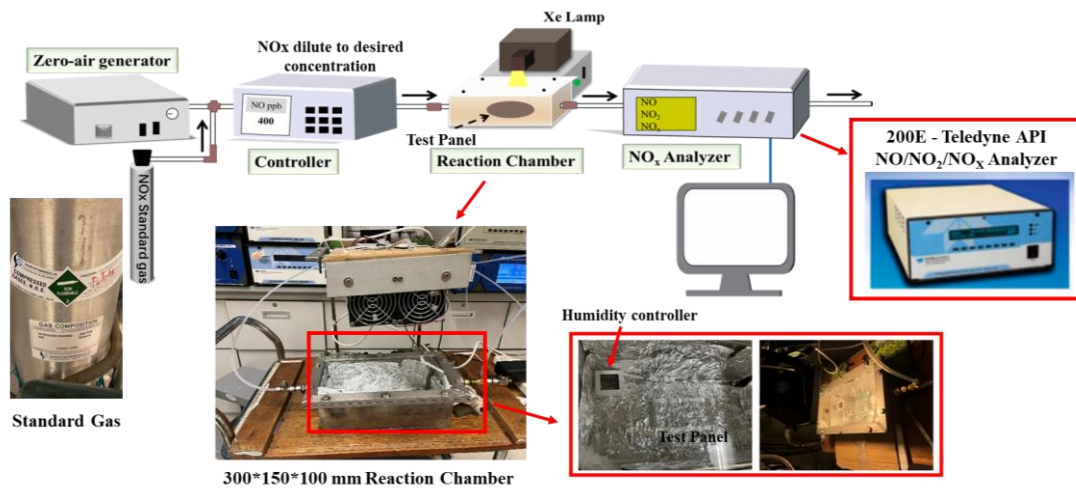 Xe Lamp
NOx dilute to desired
concentration
Zero-air generator
NO ppb
400
NO
NO2
NOx
Test Panel
Controller
Reaction Chamber
NOx Analyzer
NOx Standard gas
200E - Teledyne API
NO/NO2/NOX Analyzer
COMPRESSED
GASES, N.O.S.
GAS COMPOSITION
Humidity controller
Test Panel
Standard Gas
300*150*100 mm Reaction Chamber